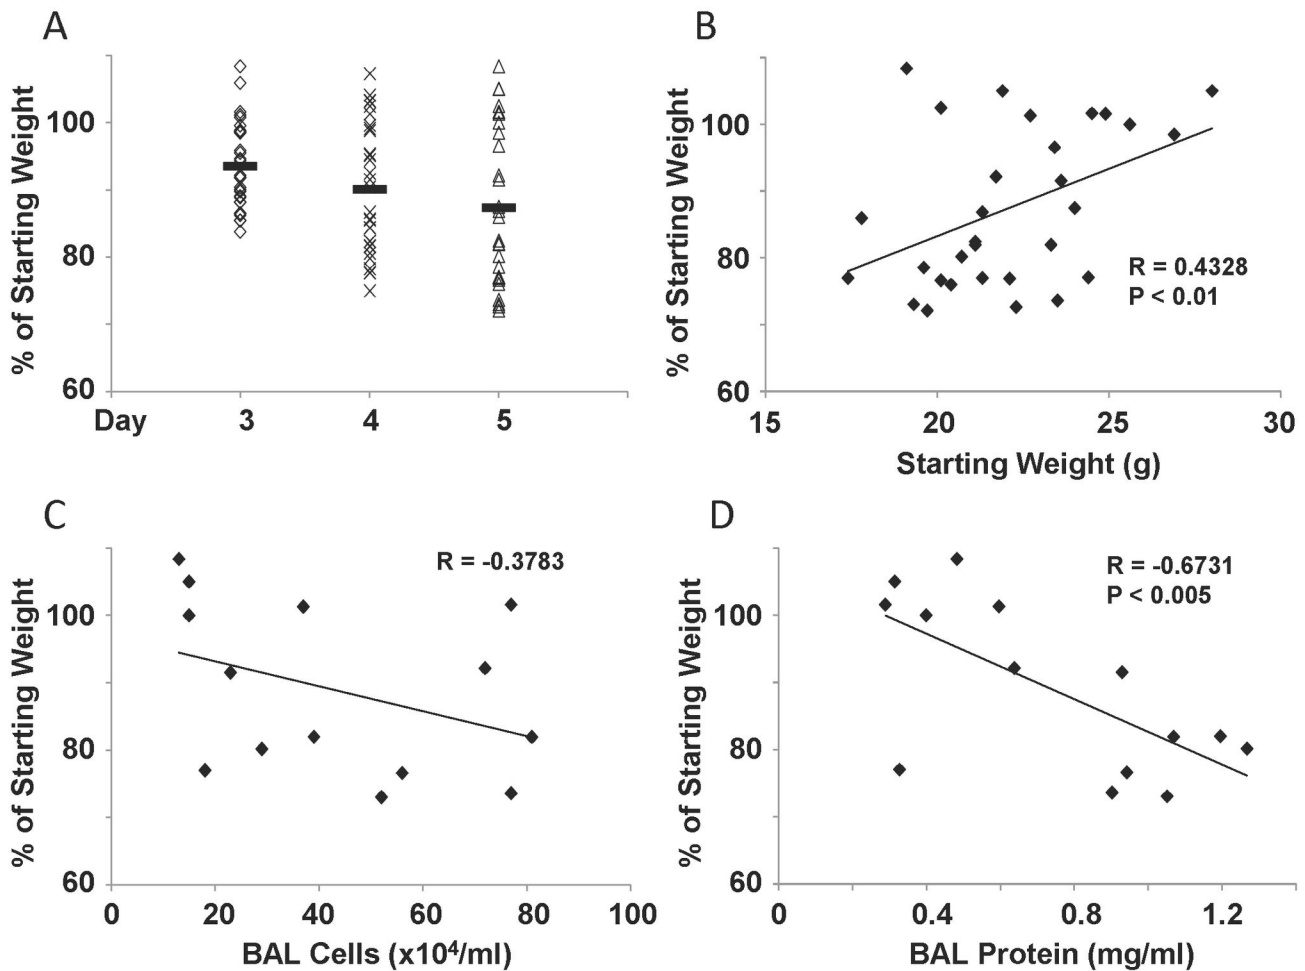 A
% of Starting Weight
100
80
60
Day 3 4 5
B
% of Starting Weight
100
80
60
R = 0.4328
P < 0.01
15 20 25 30
Starting Weight (g)
C
% of Starting Weight
100
80
60
R = -0.3783
0 20 40 60 80 100
BAL Cells (x10⁴/ml)
D
% of Starting Weight
100
80
60
R = -0.6731
P < 0.005
0 0.4 0.8 1.2
BAL Protein (mg/ml)